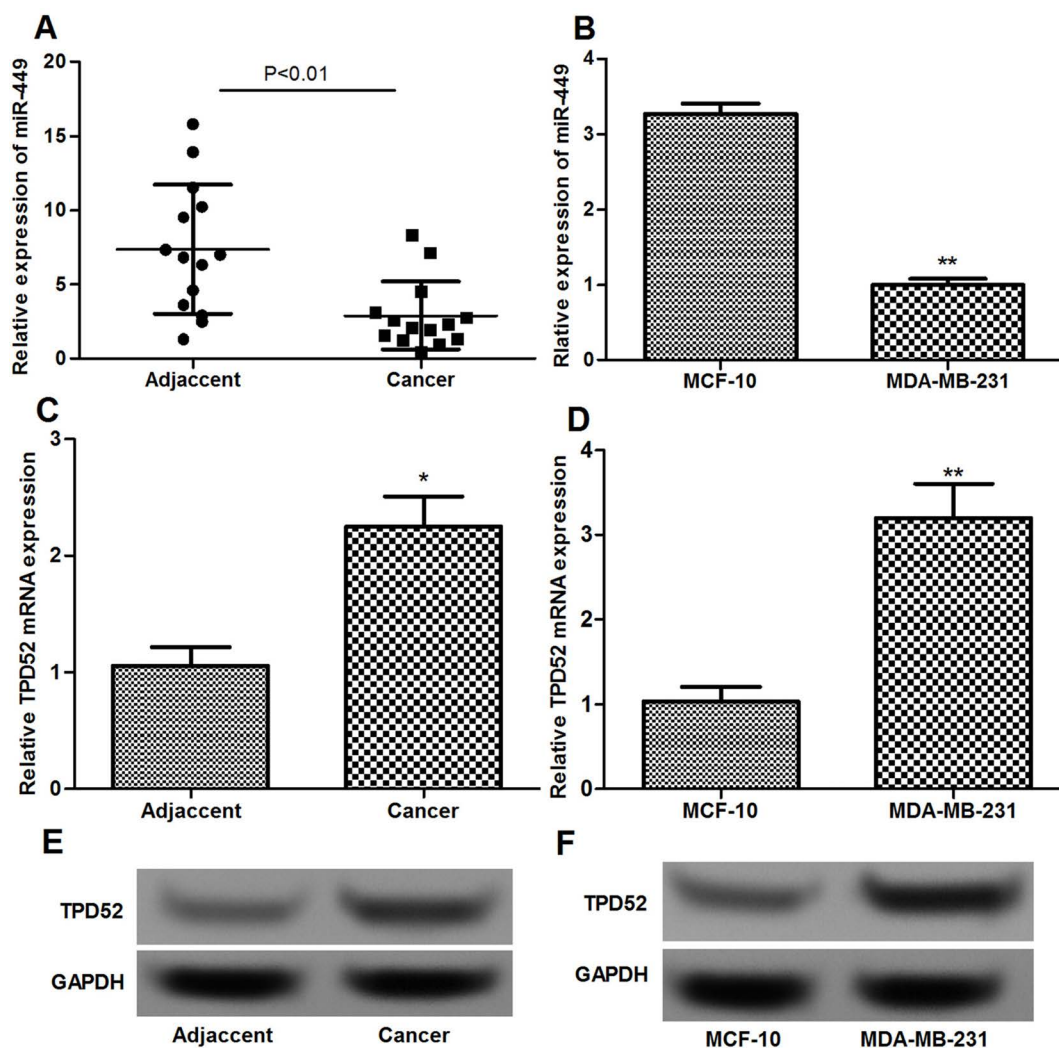 A
Relative expression of miR-449
20
15
10
5
0
P<0.01
Adjaccent
Cancer
B
Rlative expression of miR-449
4
3
2
1
0
**
MCF-10
MDA-MB-231
C
Relative TPD52 mRNA expression
3
2
1
0
*
Adjaccent
Cancer
D
Relative TPD52 mRNA expression
4
3
2
1
0
**
MCF-10
MDA-MB-231
E
TPD52
GAPDH
Adjaccent
Cancer
F
TPD52
GAPDH
MCF-10
MDA-MB-231